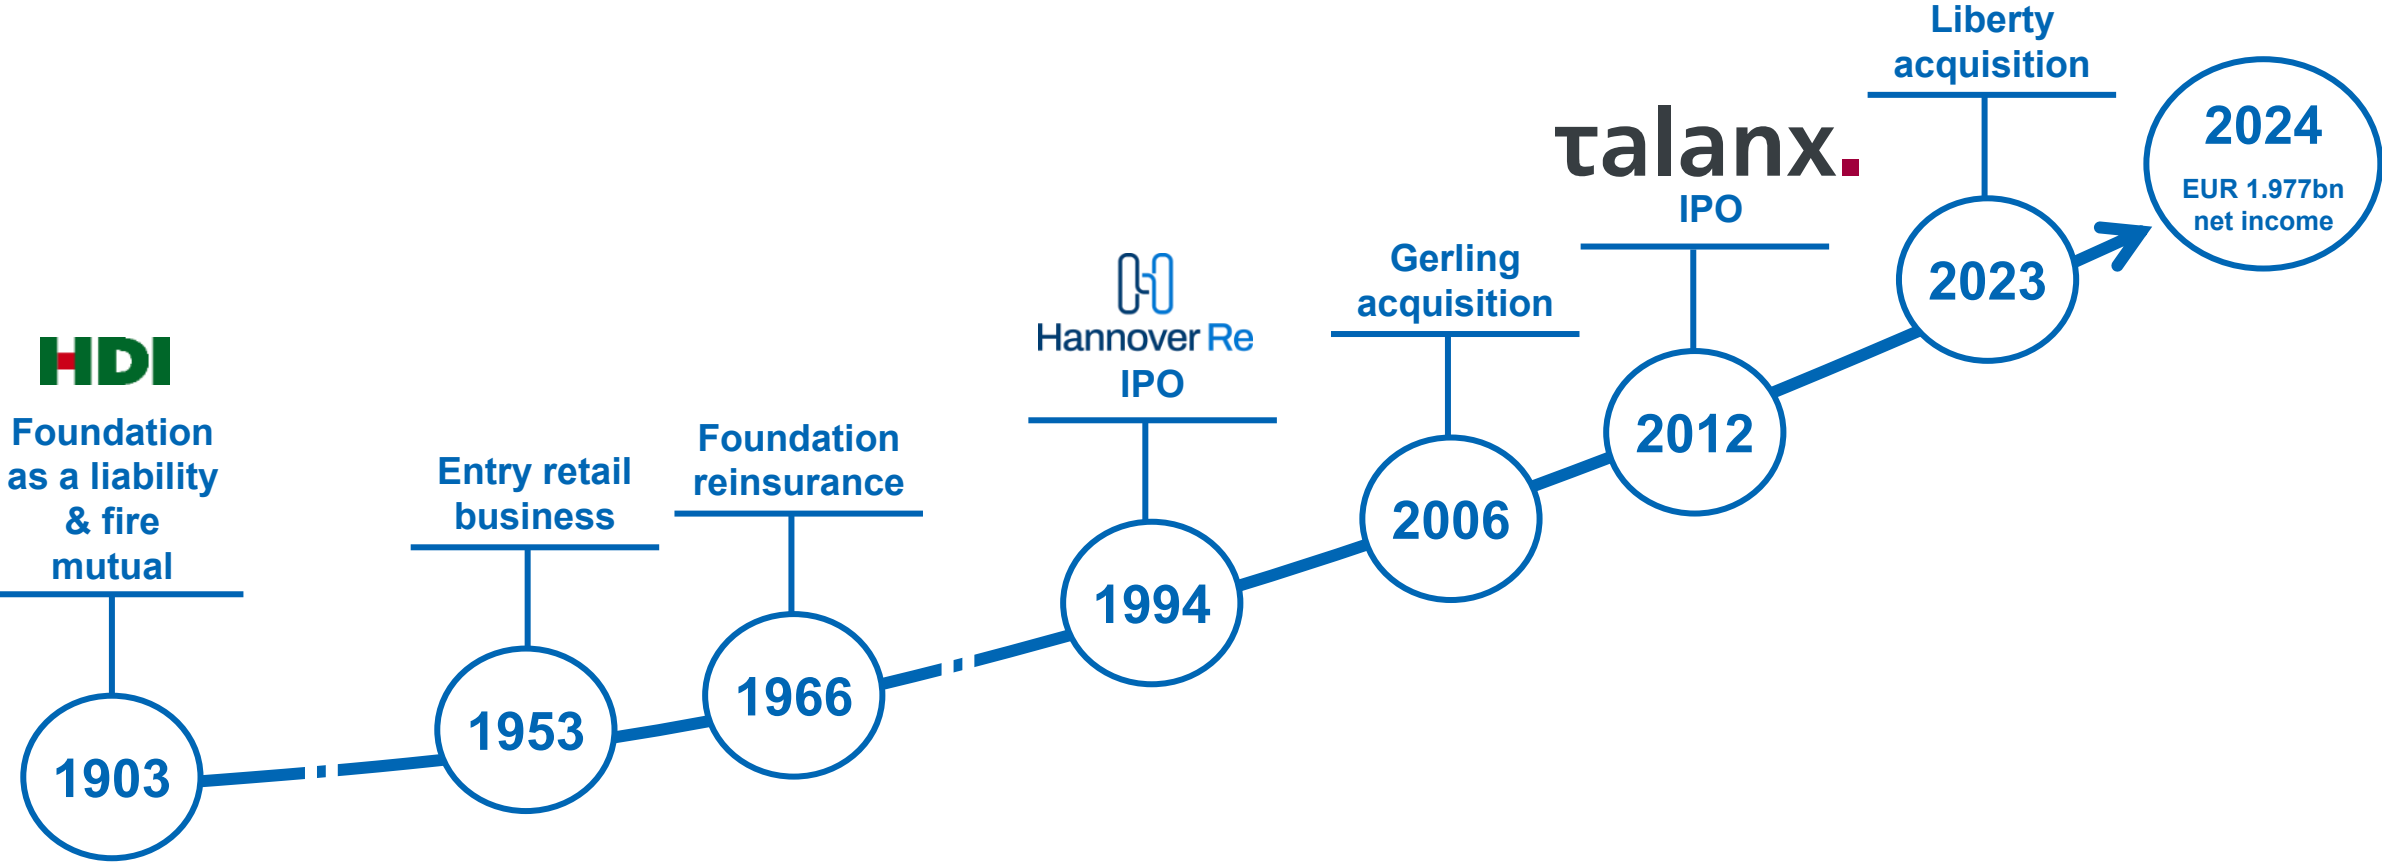 HDI
Foundation
as a liability
& fire
mutual
1903
Entry retail
business
1953
Foundation
reinsurance
1966
Hannover Re
IPO
1994
Gerling
acquisition
2006
τalanx.
IPO
2012
Liberty
acquisition
2023
2024
EUR 1.977bn
net income